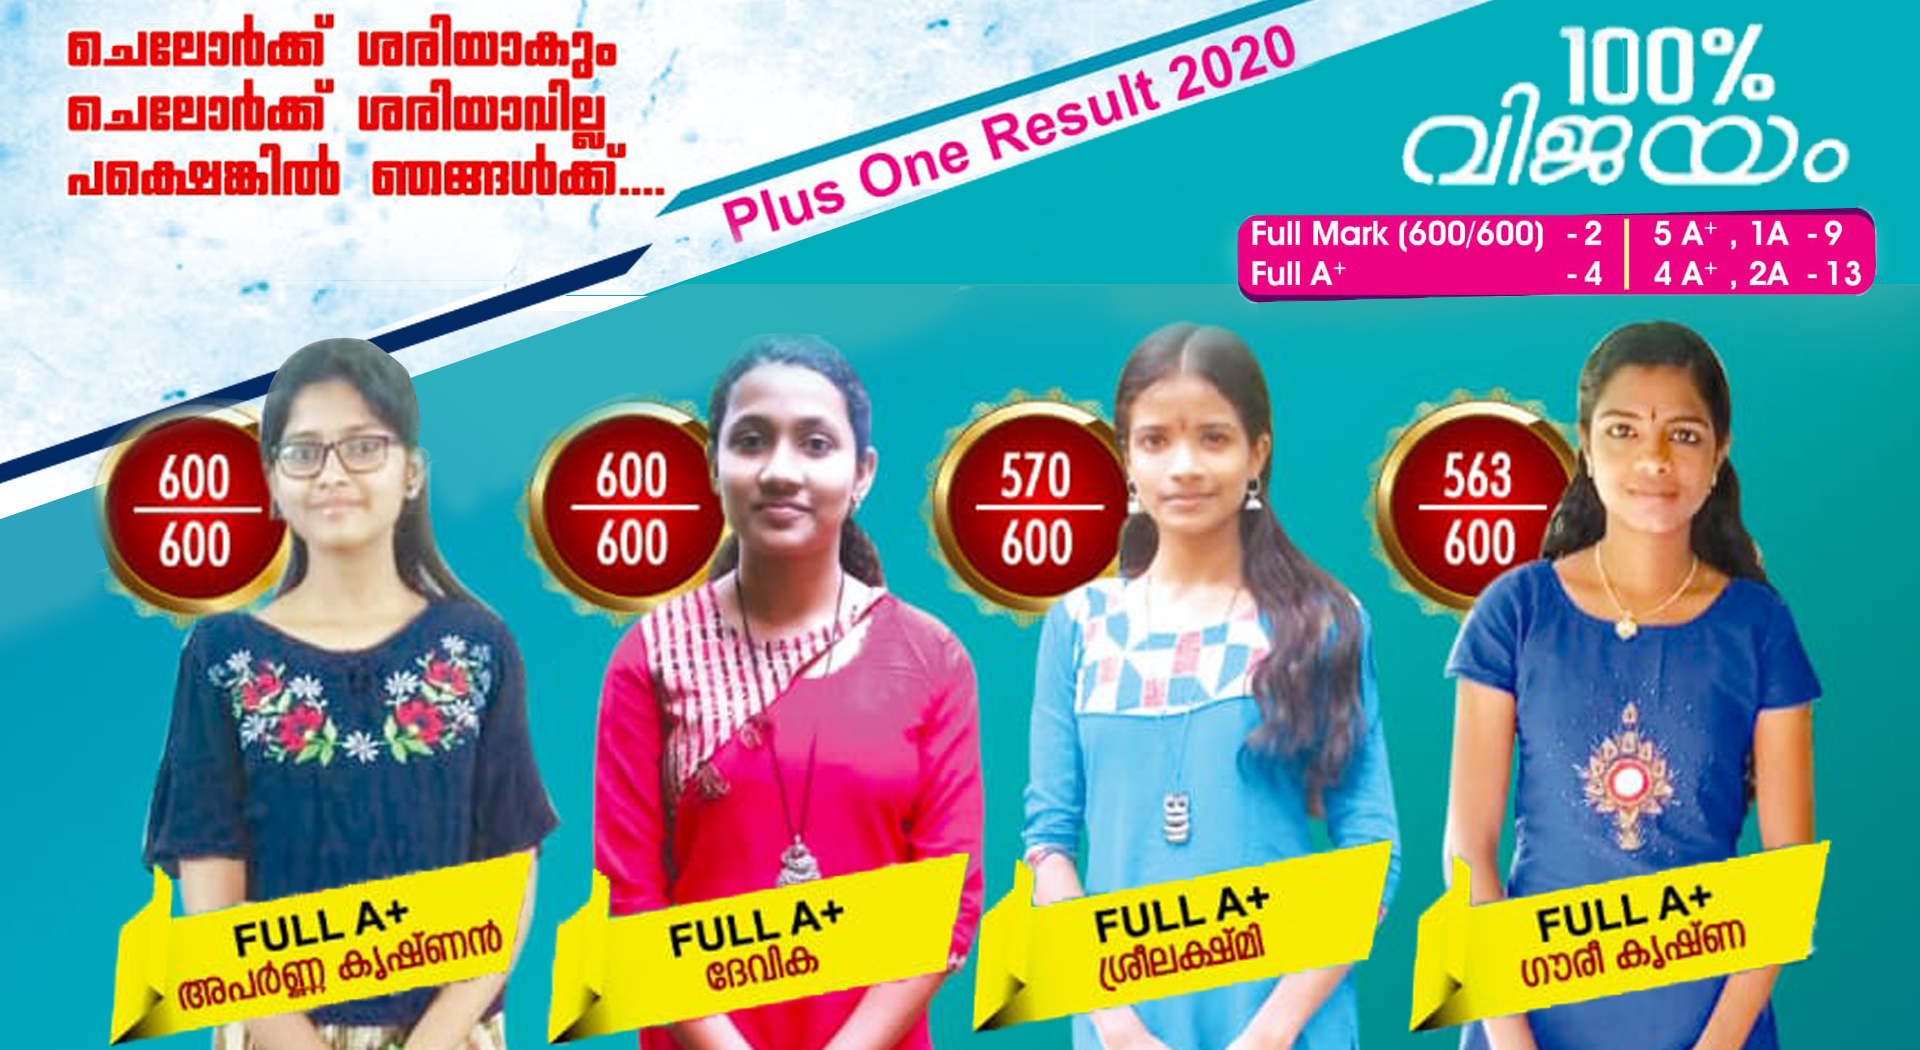 ചെലോർക്ക് ശരിയാകും
ചെലോർക്ക് ശരിയാവില്ല
പക്ഷെങ്കിൽ ഞങ്ങൾക്ക്....
Plus One Result 2020
100%
വിജയം
Full Mark (600/600) - 2 5 A+ , 1A - 9
Full A+ - 4 4 A+ , 2A - 13
600
600
600
600
570
600
563
600
FULL A+
അപർണ്ണ കൃഷ്ണൻ
FULL A+
ദേവിക
FULL A+
ശ്രീലക്ഷ്മി
FULL A+
ഗൗരീ കൃഷ്ണ